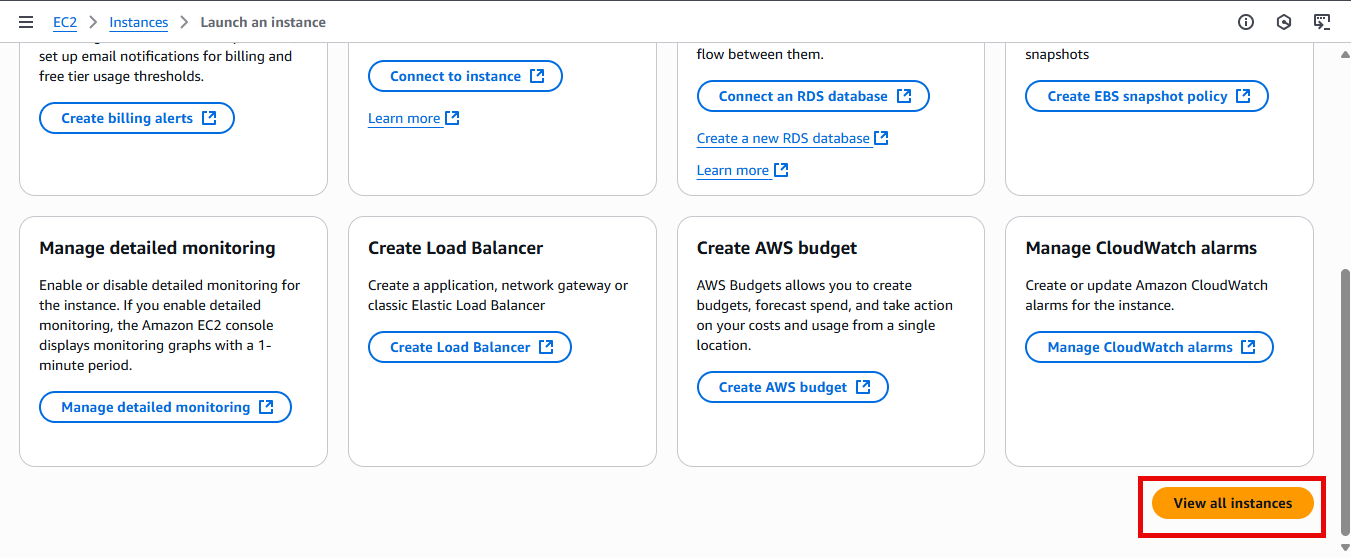 EC2 > Instances > Launch an instance
set up email notifications for billing and
free tier usage thresholds.
Create billing alerts
Connect to instance
Learn more
flow between them.
Connect an RDS database
Create a new RDS database
Learn more
snapshots
Create EBS snapshot policy
Manage detailed monitoring
Enable or disable detailed monitoring for
the instance. If you enable detailed
monitoring, the Amazon EC2 console
displays monitoring graphs with a 1-
minute period.
Manage detailed monitoring
Create Load Balancer
Create a application, network gateway or
classic Elastic Load Balancer
Create Load Balancer
Create AWS budget
AWS Budgets allows you to create
budgets, forecast spend, and take action
on your costs and usage from a single
location.
Create AWS budget
Manage CloudWatch alarms
Create or update Amazon CloudWatch
alarms for the instance.
Manage CloudWatch alarms
View all instances